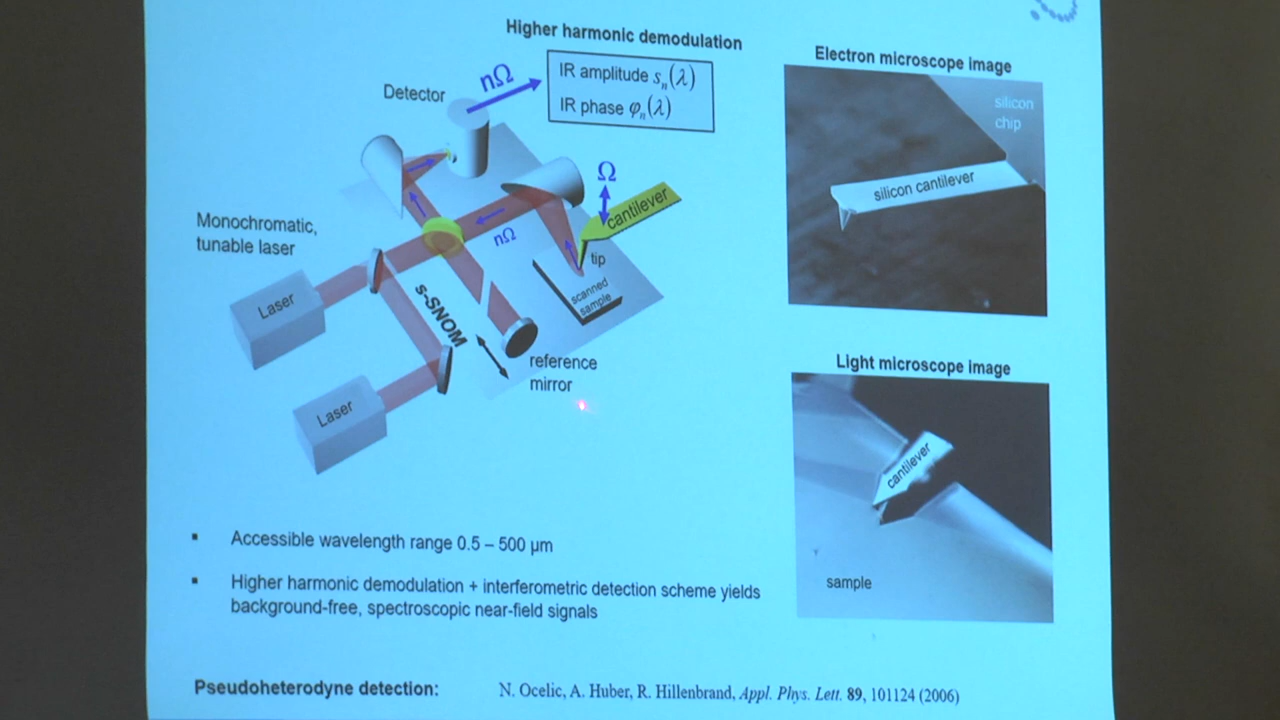 Higher harmonic demodulation
Detector
nΩ
IR amplitude sₙ(λ)
IR phase φₙ(λ)
Monochromatic,
tunable laser
Laser
Laser
s-SNOM
nΩ
Ω
cantilever
tip
scanned
sample
reference
mirror
Electron microscope image
silicon
chip
silicon cantilever
Light microscope image
cantilever
sample
▪ Accessible wavelength range 0.5 – 500 µm
▪ Higher harmonic demodulation + interferometric detection scheme yields
background-free, spectroscopic near-field signals
Pseudoheterodyne detection: N. Ocelic, A. Huber, R. Hillenbrand, Appl. Phys. Lett. 89, 101124 (2006)